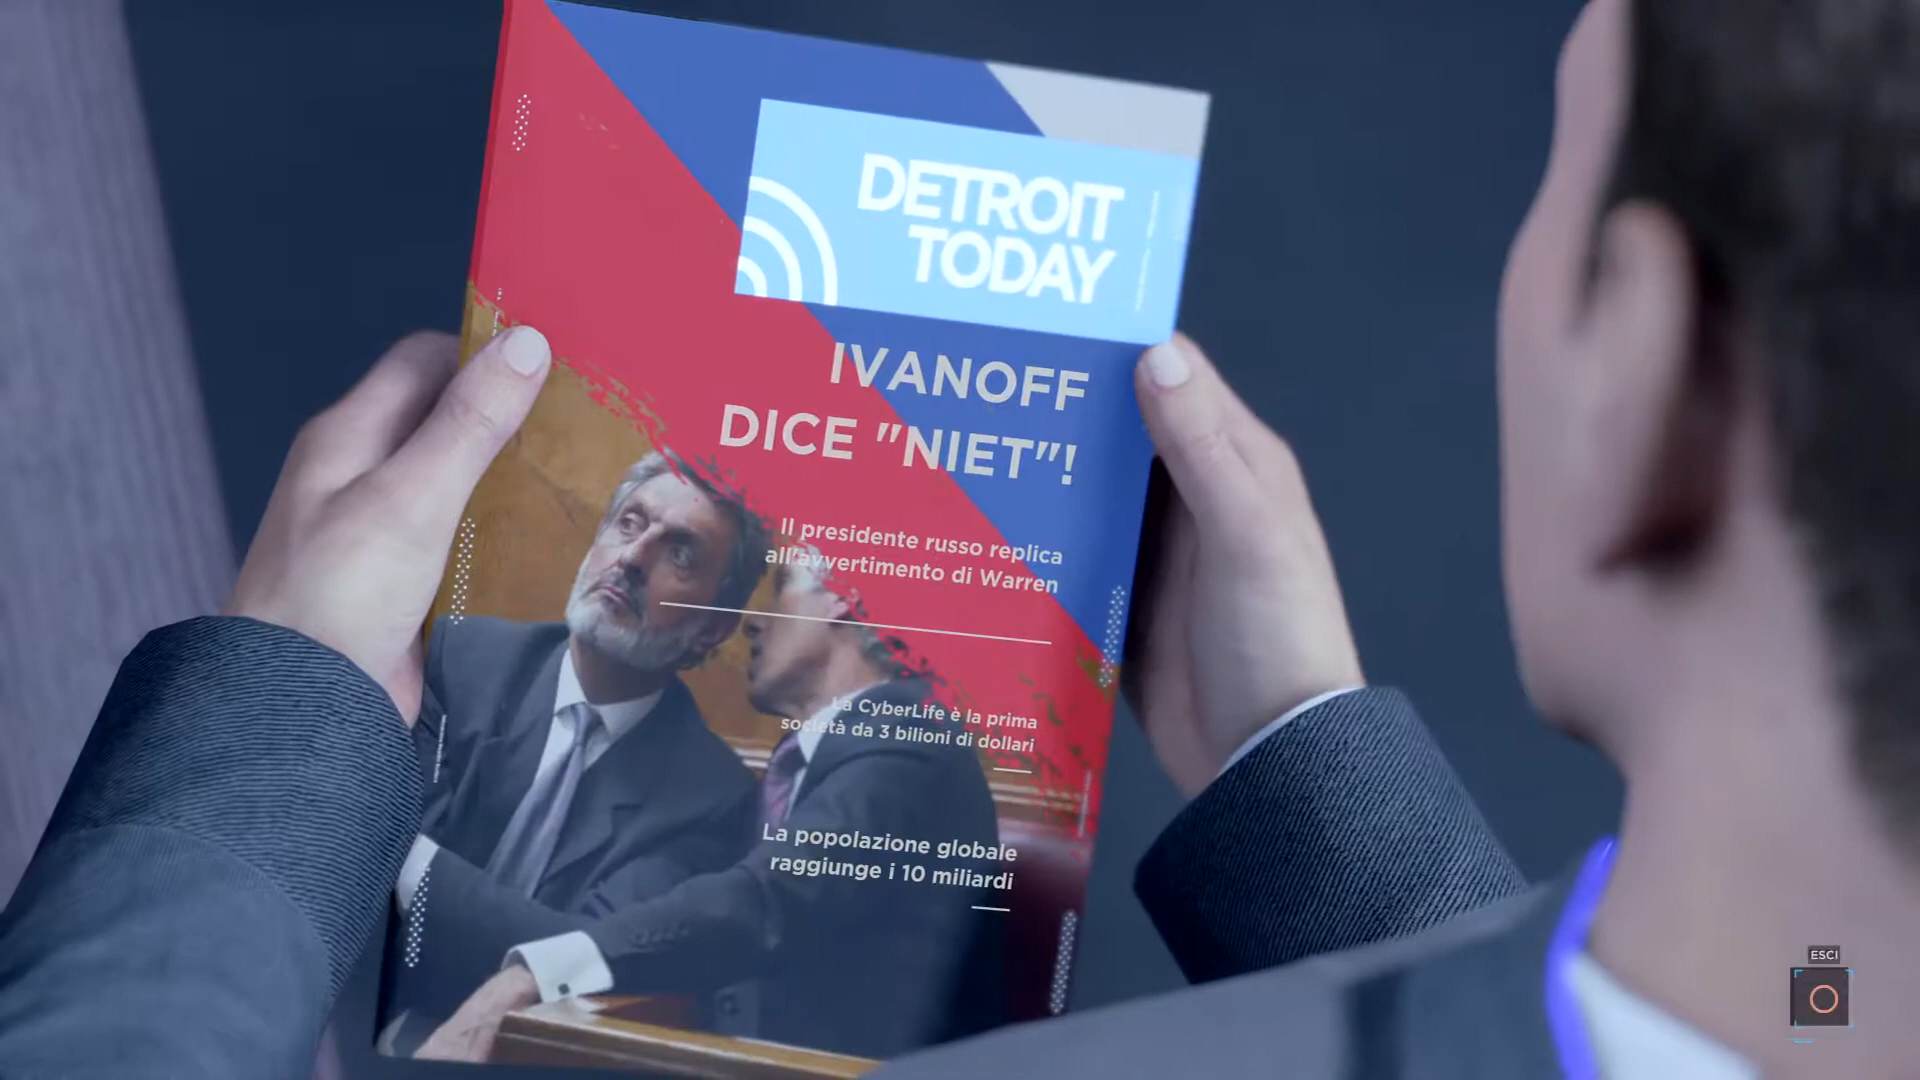 DETROIT
TODAY
IVANOFF
DICE "NIET"!
Il presidente russo replica
all'avvertimento di Warren
La CyberLife è la prima
società da 3 bilioni di dollari
La popolazione globale
raggiunge i 10 miliardi
ESCI